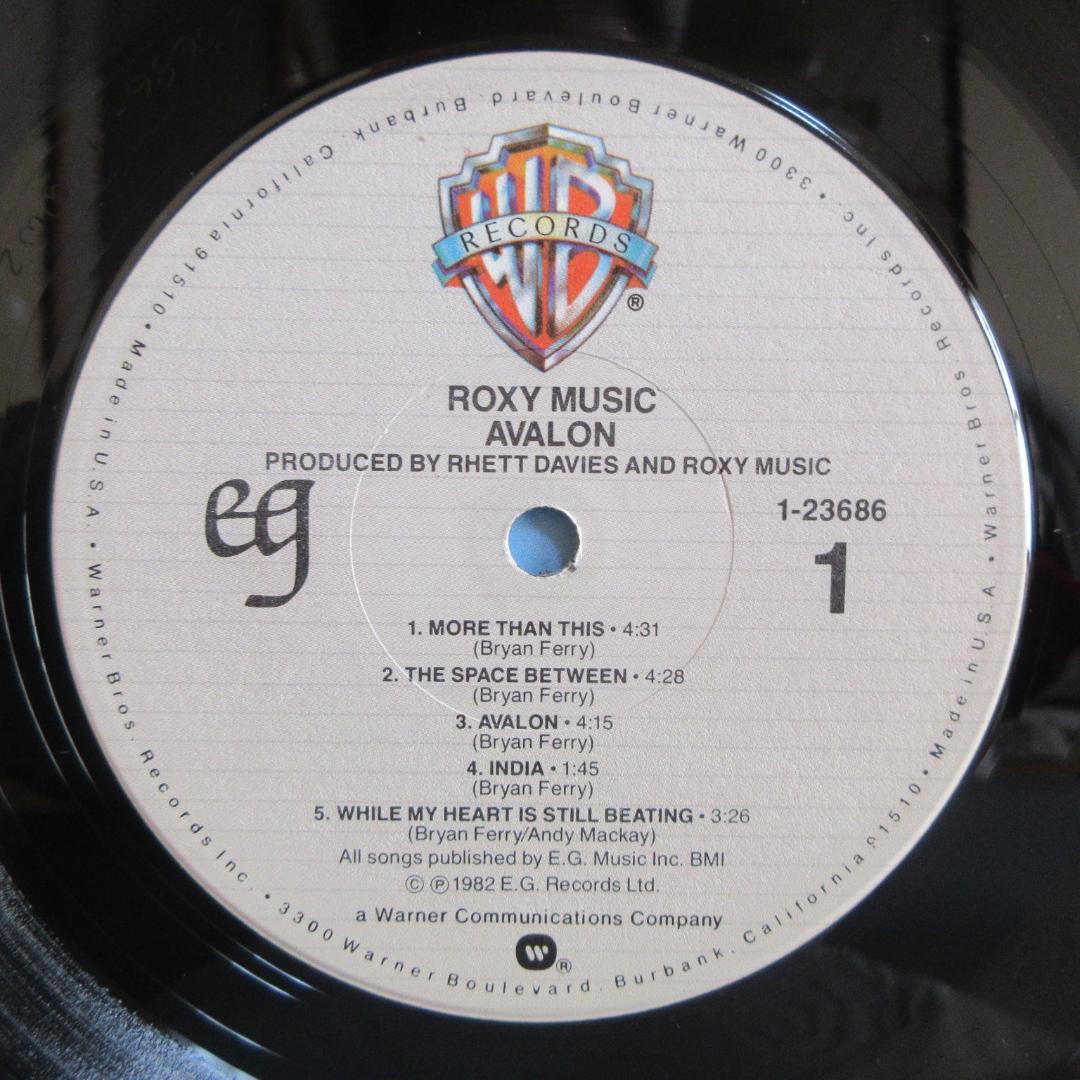 WB
RECORDS
®
ROXY MUSIC
AVALON
PRODUCED BY RHETT DAVIES AND ROXY MUSIC
eg
1-23686
1
1. MORE THAN THIS • 4:31
(Bryan Ferry)
2. THE SPACE BETWEEN • 4:28
(Bryan Ferry)
3. AVALON • 4:15
(Bryan Ferry)
4. INDIA • 1:45
(Bryan Ferry)
5. WHILE MY HEART IS STILL BEATING • 3:26
(Bryan Ferry/Andy Mackay)
All songs published by E.G. Music Inc. BMI
© ℗ 1982 E.G. Records Ltd.
a Warner Communications Company
W ®
Made in U.S.A. • Warner Bros. Records Inc. • 3300 Warner Boulevard. Burbank. California 91510 • Made in U.S.A. • Warner Bros Records Inc. • 3300 Warner Boulevard. Burbank. California 91510 •